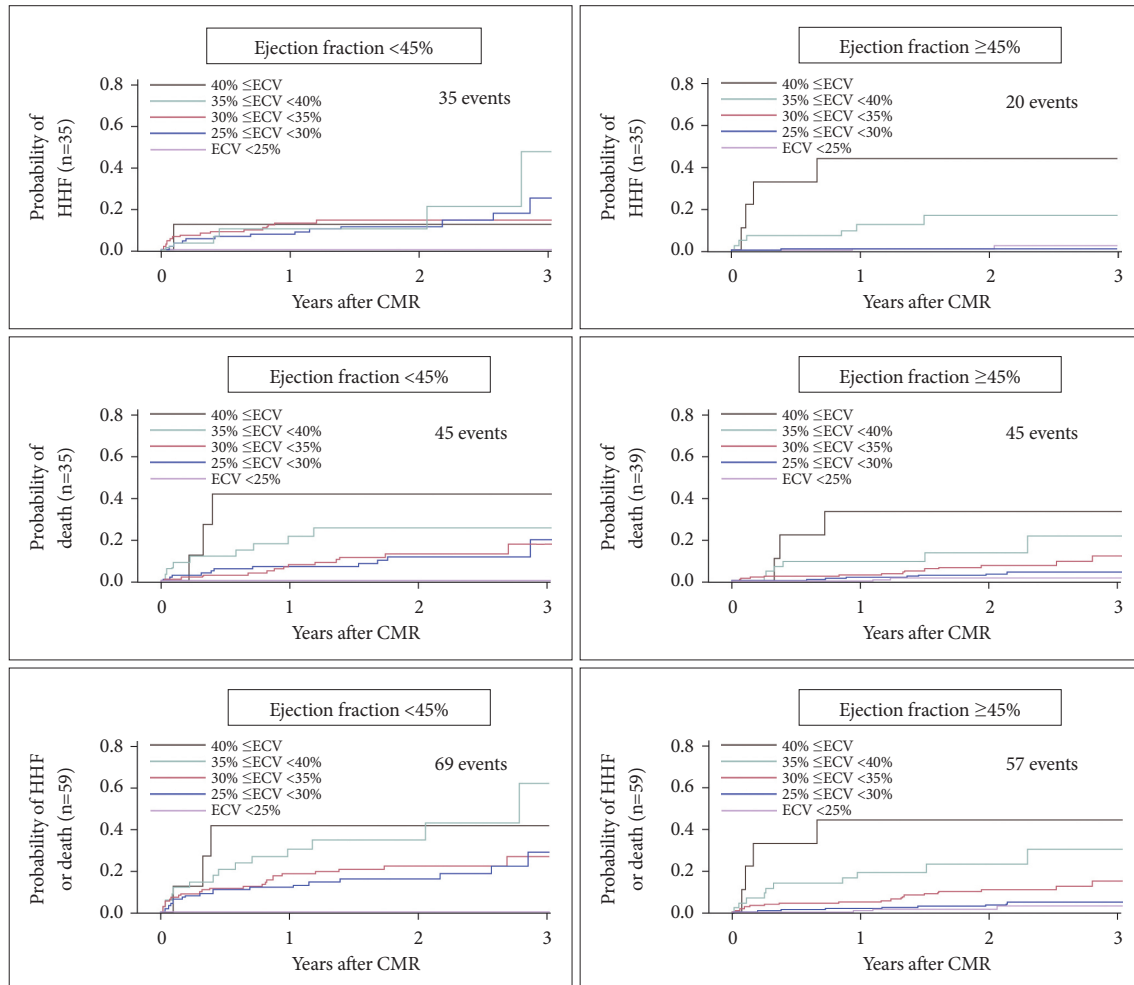 Ejection fraction <45%
Probability of
HHF (n=35)
0.8
0.6
0.4
0.2
0.0
40% ≤ECV
35% ≤ECV <40%
30% ≤ECV <35%
25% ≤ECV <30%
ECV <25%
35 events
0
1
2
3
Years after CMR
Ejection fraction ≥45%
Probability of
HHF (n=35)
0.8
0.6
0.4
0.2
0.0
40% ≤ECV
35% ≤ECV <40%
30% ≤ECV <35%
25% ≤ECV <30%
ECV <25%
20 events
0
1
2
3
Years after CMR
Ejection fraction <45%
Probability of
death (n=35)
0.8
0.6
0.4
0.2
0.0
40% ≤ECV
35% ≤ECV <40%
30% ≤ECV <35%
25% ≤ECV <30%
ECV <25%
45 events
0
1
2
3
Years after CMR
Ejection fraction ≥45%
Probability of
death (n=39)
0.8
0.6
0.4
0.2
0.0
40% ≤ECV
35% ≤ECV <40%
30% ≤ECV <35%
25% ≤ECV <30%
ECV <25%
45 events
0
1
2
3
Years after CMR
Ejection fraction <45%
Probability of HHF
or death (n=59)
0.8
0.6
0.4
0.2
0.0
40% ≤ECV
35% ≤ECV <40%
30% ≤ECV <35%
25% ≤ECV <30%
ECV <25%
69 events
0
1
2
3
Years after CMR
Ejection fraction ≥45%
Probability of HHF
or death (n=59)
0.8
0.6
0.4
0.2
0.0
40% ≤ECV
35% ≤ECV <40%
30% ≤ECV <35%
25% ≤ECV <30%
ECV <25%
57 events
0
1
2
3
Years after CMR